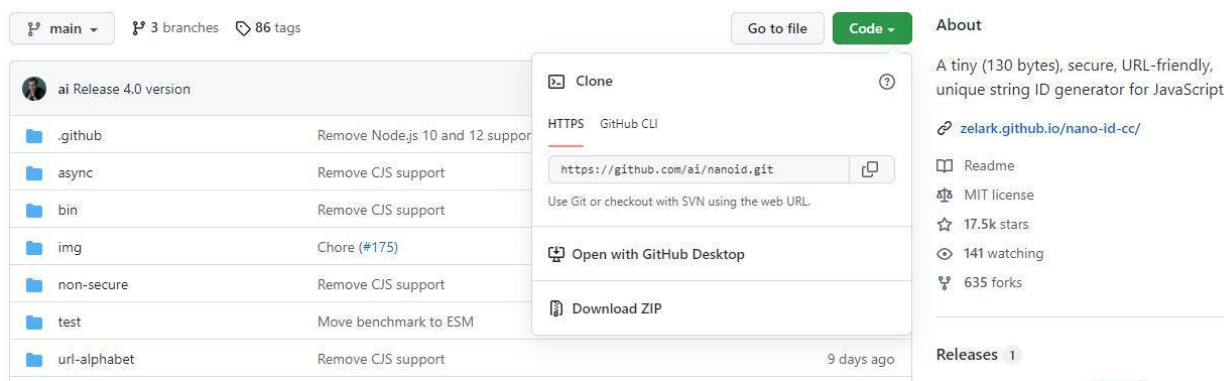 main
3 branches
86 tags
Go to file
Code
ai Release 4.0 version
.github
Remove Node.js 10 and 12 suppor
async
Remove CJS support
bin
Remove CJS support
img
Chore (#175)
non-secure
Remove CJS support
test
Move benchmark to ESM
url-alphabet
Remove CJS support
9 days ago
Clone
HTTPS
GitHub CLI
https://github.com/ai/nanoid.git
Use Git or checkout with SVN using the web URL.
Open with GitHub Desktop
Download ZIP
About
A tiny (130 bytes), secure, URL-friendly,
unique string ID generator for JavaScript
zelark.github.io/nano-id-cc/
Readme
MIT license
17.5k stars
141 watching
635 forks
Releases 1